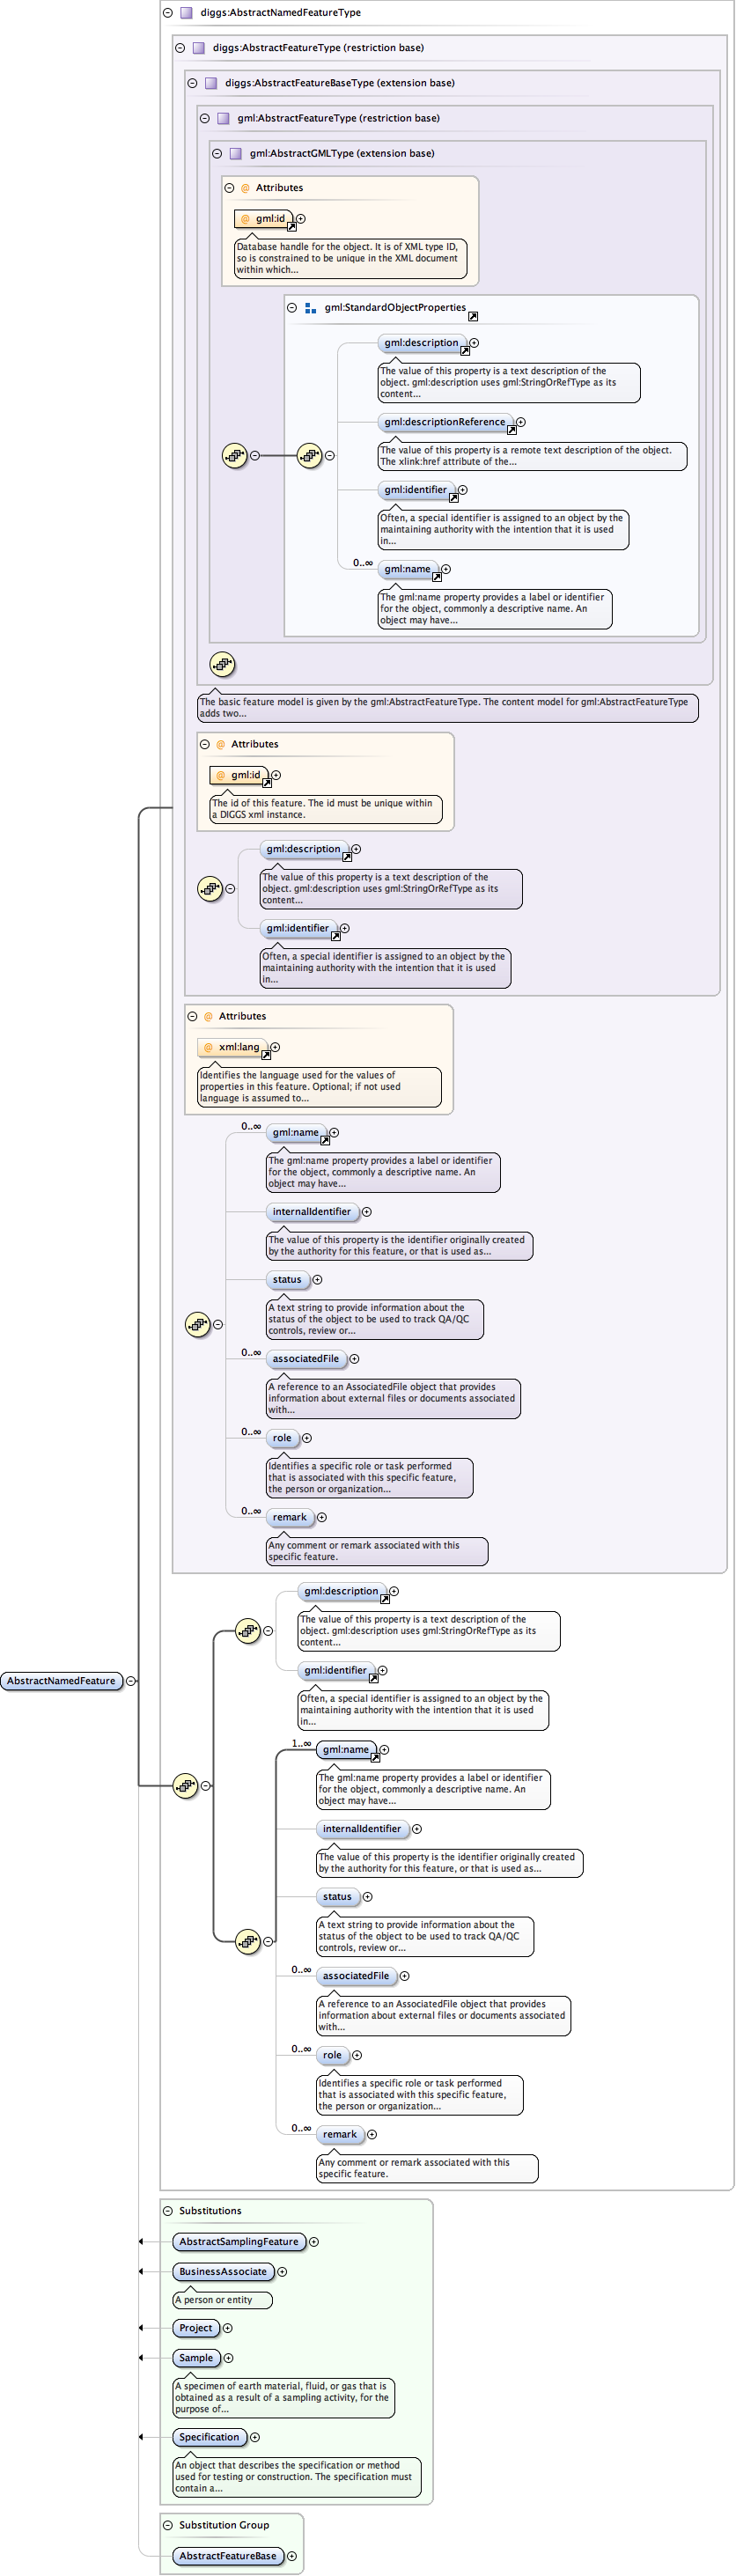 diggs:AbstractNamedFeatureType
diggs:AbstractFeatureType (restriction base)
diggs:AbstractFeatureBaseType (extension base)
gml:AbstractFeatureType (restriction base)
gml:AbstractGMLType (extension base)
@ Attributes
@ gml:id
Database handle for the object. It is of XML type ID,
so is constrained to be unique in the XML document
within which...
gml:StandardObjectProperties
gml:description
The value of this property is a text description of the
object. gml:description uses gml:StringOrRefType as its
content...
gml:descriptionReference
The value of this property is a remote text description of the object.
The xlink:href attribute of the...
gml:identifier
Often, a special identifier is assigned to an object by the
maintaining authority with the intention that it is used
in...
0..∞
gml:name
The gml:name property provides a label or identifier
for the object, commonly a descriptive name. An
object may have...
The basic feature model is given by the gml:AbstractFeatureType. The content model for gml:AbstractFeatureType
adds two...
@ Attributes
@ gml:id
The id of this feature. The id must be unique within
a DIGGS xml instance.
gml:description
The value of this property is a text description of the
object. gml:description uses gml:StringOrRefType as its
content...
gml:identifier
Often, a special identifier is assigned to an object by the
maintaining authority with the intention that it is used
in...
@ Attributes
@ xml:lang
Identifies the language used for the values of
properties in this feature. Optional; if not used
language is assumed to...
0..∞
gml:name
The gml:name property provides a label or identifier
for the object, commonly a descriptive name. An
object may have...
internalIdentifier
The value of this property is the identifier originally created
by the authority for this feature, or that is used as...
status
A text string to provide information about the
status of the object to be used to track QA/QC
controls, review or...
0..∞
associatedFile
A reference to an AssociatedFile object that provides
information about external files or documents associated
with...
0..∞
role
Identifies a specific role or task performed
that is associated with this specific feature,
the person or organization...
0..∞
remark
Any comment or remark associated with this
specific feature.
gml:description
The value of this property is a text description of the
object. gml:description uses gml:StringOrRefType as its
content...
gml:identifier
Often, a special identifier is assigned to an object by the
maintaining authority with the intention that it is used
in...
AbstractNamedFeature
1..∞
gml:name
The gml:name property provides a label or identifier
for the object, commonly a descriptive name. An
object may have...
internalIdentifier
The value of this property is the identifier originally created
by the authority for this feature, or that is used as...
status
A text string to provide information about the
status of the object to be used to track QA/QC
controls, review or...
0..∞
associatedFile
A reference to an AssociatedFile object that provides
information about external files or documents associated
with...
0..∞
role
Identifies a specific role or task performed
that is associated with this specific feature,
the person or organization...
0..∞
remark
Any comment or remark associated with this
specific feature.
Substitutions
AbstractSamplingFeature
BusinessAssociate
A person or entity
Project
Sample
A specimen of earth material, fluid, or gas that is
obtained as a result of a sampling activity, for the
purpose of...
Specification
An object that describes the specification or method
used for testing or construction. The specification must
contain a...
Substitution Group
AbstractFeatureBase